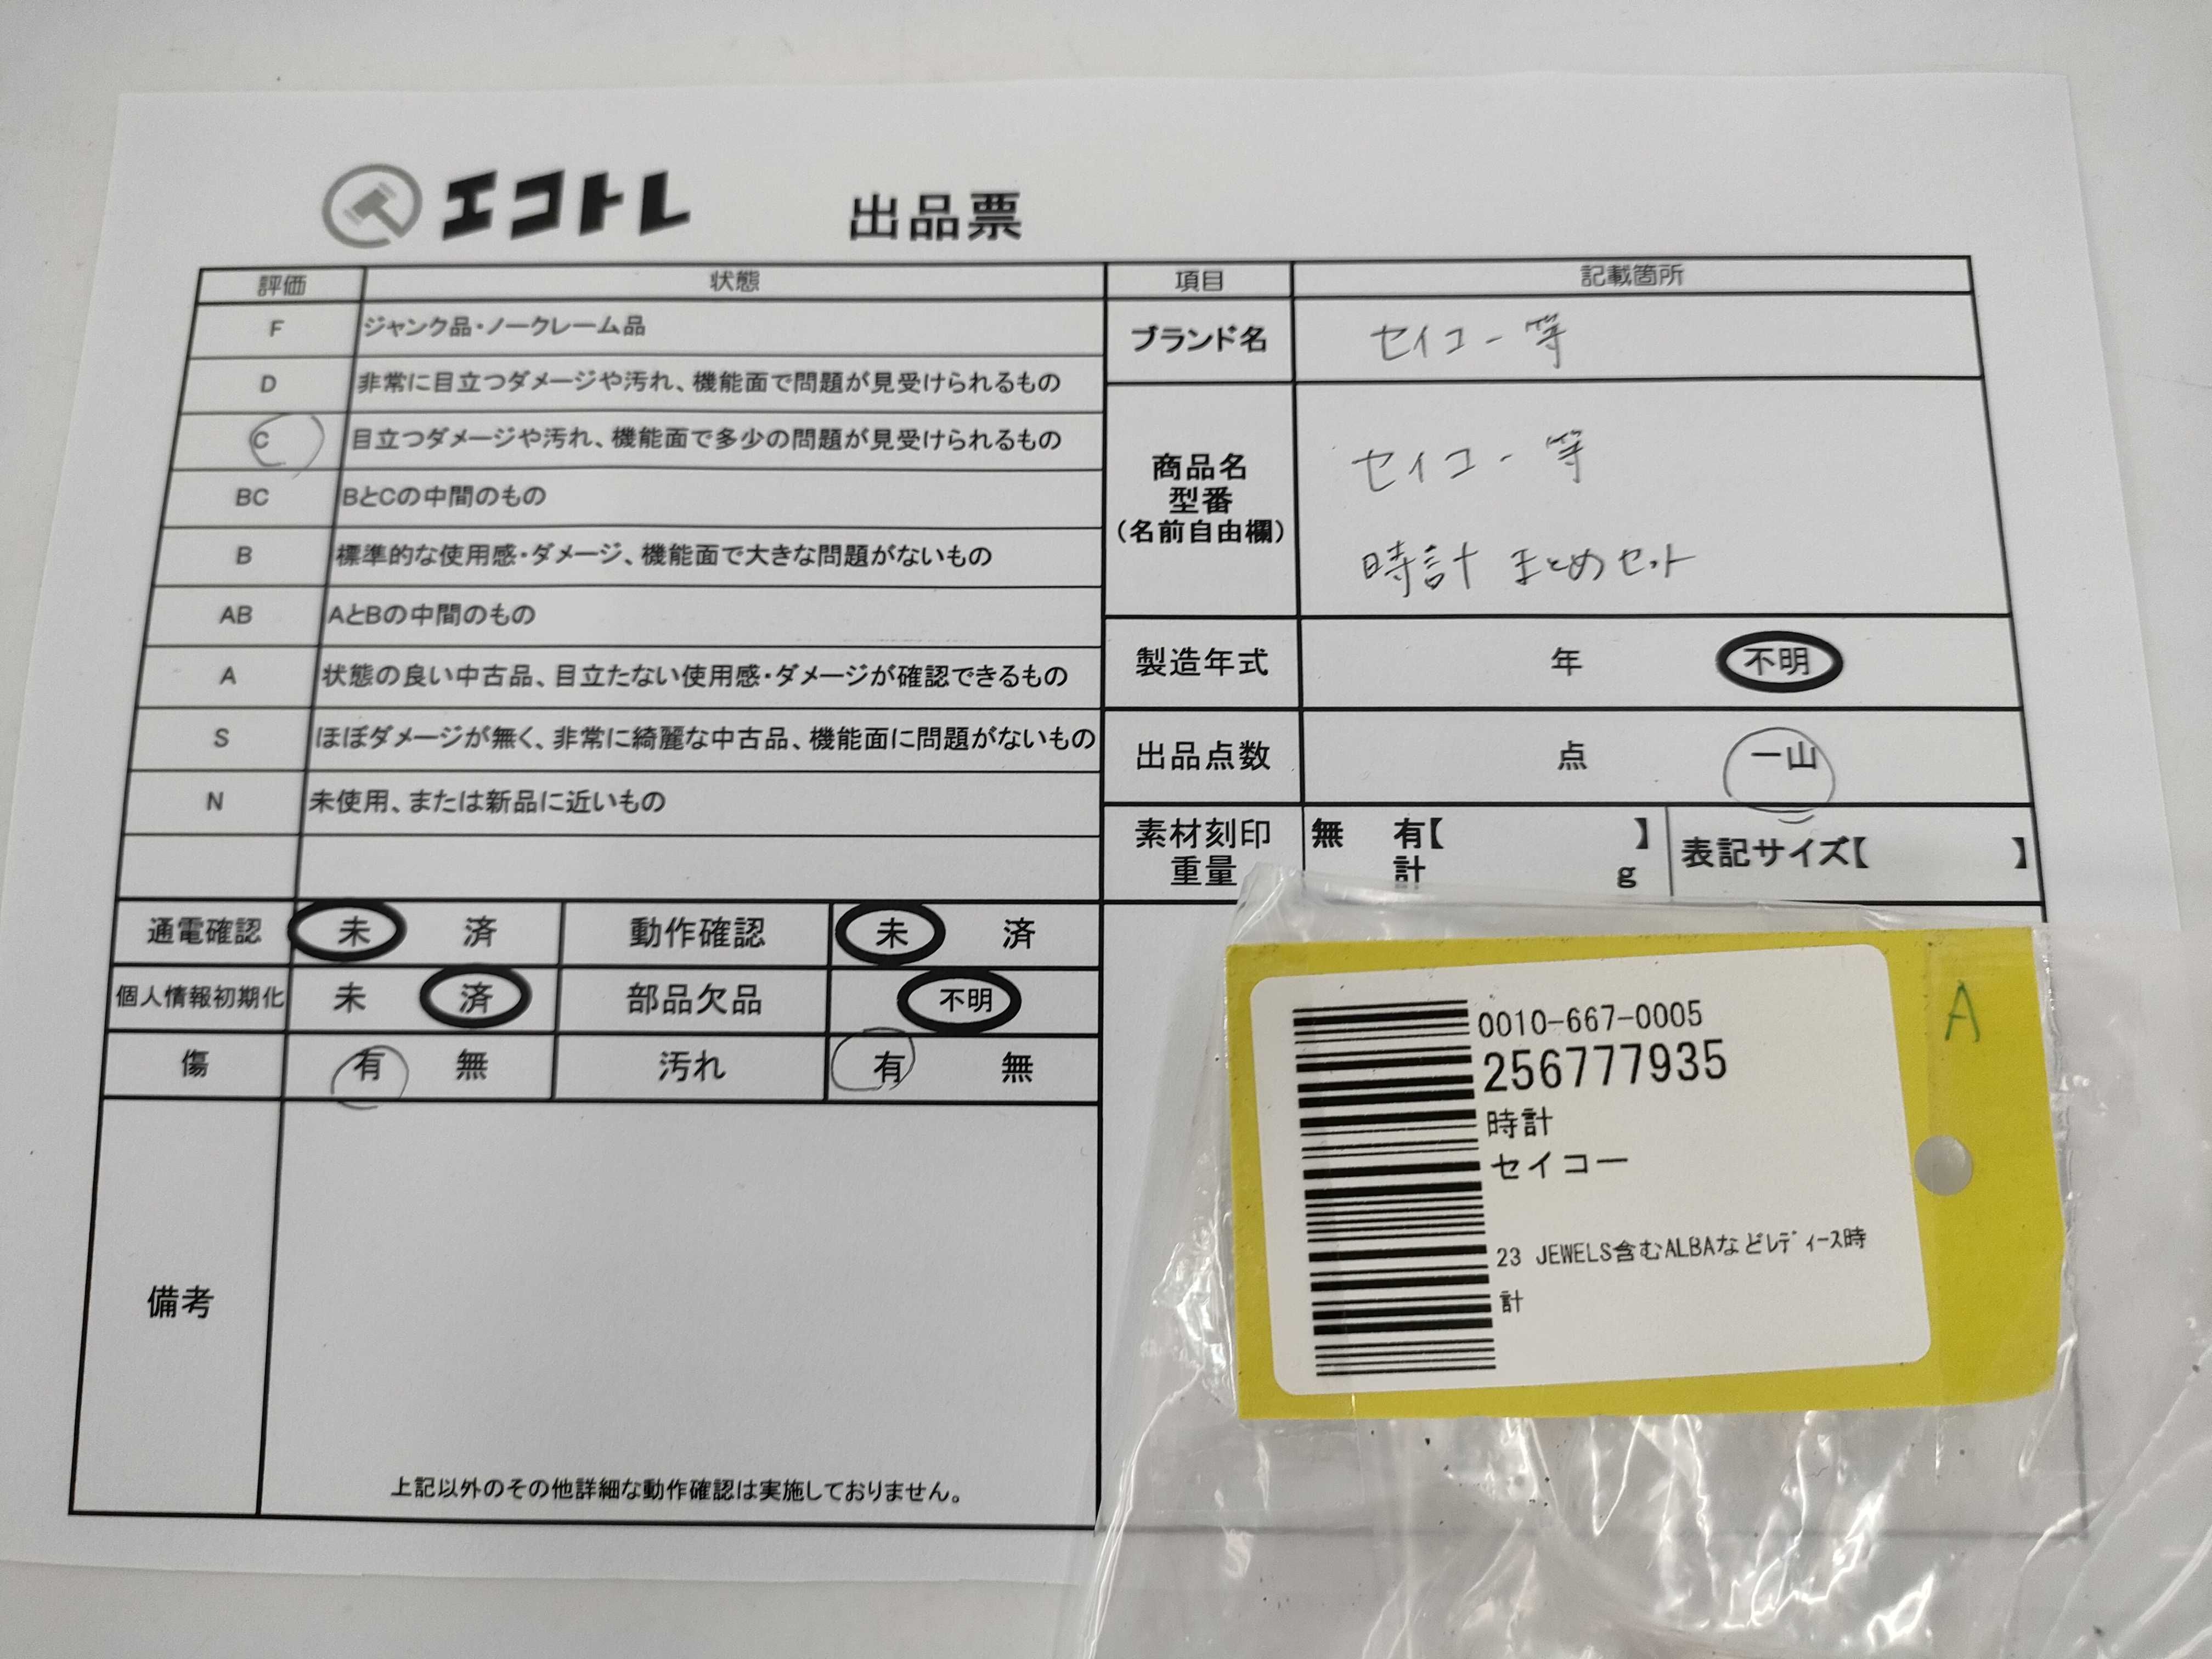 エコトレ 出品票
評価 状態 項目 記載箇所
F ジャンク品・ノークレーム品
D 非常に目立つダメージや汚れ、機能面で問題が見受けられるもの
C 目立つダメージや汚れ、機能面で多少の問題が見受けられるもの
BC BとCの中間のもの
B 標準的な使用感・ダメージ、機能面で大きな問題がないもの
AB AとBの中間のもの
A 状態の良い中古品、目立たない使用感・ダメージが確認できるもの
S ほぼダメージが無く、非常に綺麗な中古品、機能面に問題がないもの
N 未使用、または新品に近いもの
ブランド名 セイコー等
商品名
型番
(名前自由欄)
セイコー等
時計 まとめセット
製造年式 年 不明
出品点数 点 一山
素材刻印 無 有【 】
重量 計 g
表記サイズ【 】
通電確認 未 済 動作確認 未 済
個人情報初期化 未 済 部品欠品 不明
傷 有 無 汚れ 有 無
備考
上記以外のその他詳細な動作確認は実施しておりません。
0010-667-0005
256777935
時計
セイコー
23 JEWELS含むALBAなどﾚﾃﾞｨｰｽ時
計
A